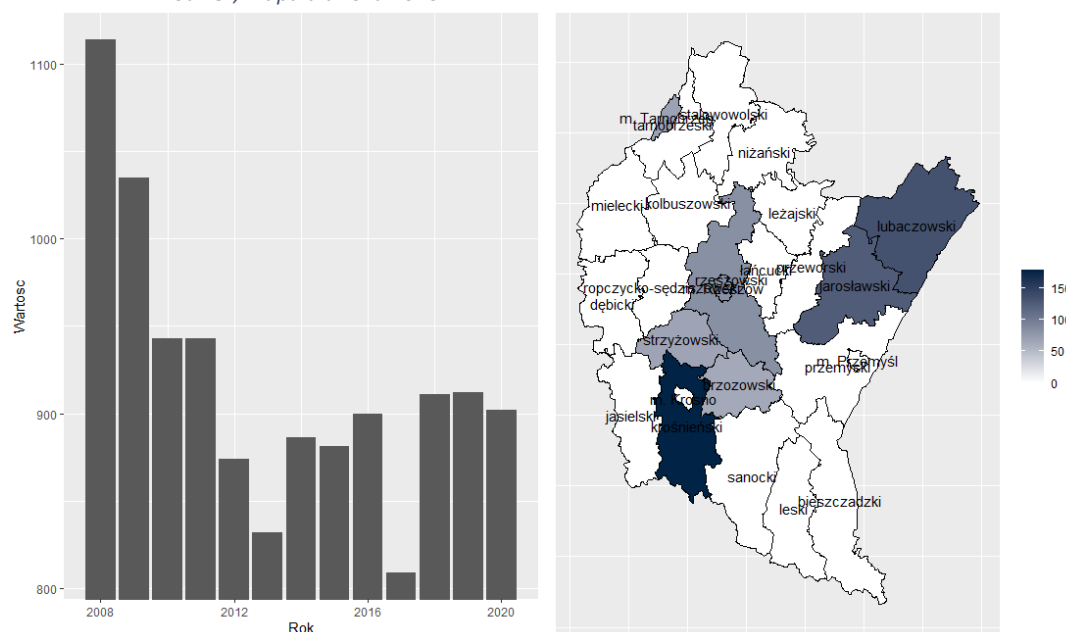 1100
1000
900
800
Wartosc
2008
2012
2016
2020
Rok
stalowowolski
m. Tarnobrzeg
tarnobrzeski
niżański
mielecki
kolbuszowski
leżajski
lubaczowski
łańcucki
przeworski
rzeszowski
ropczycko-sędziszowski
m. Rzeszów
jarosławski
dębicki
strzyżowski
m. Przemyśl
przemyski
brzozowski
m. Krosno
jasielski
krośnieński
sanocki
bieszczadzki
leski
150
100
50
0